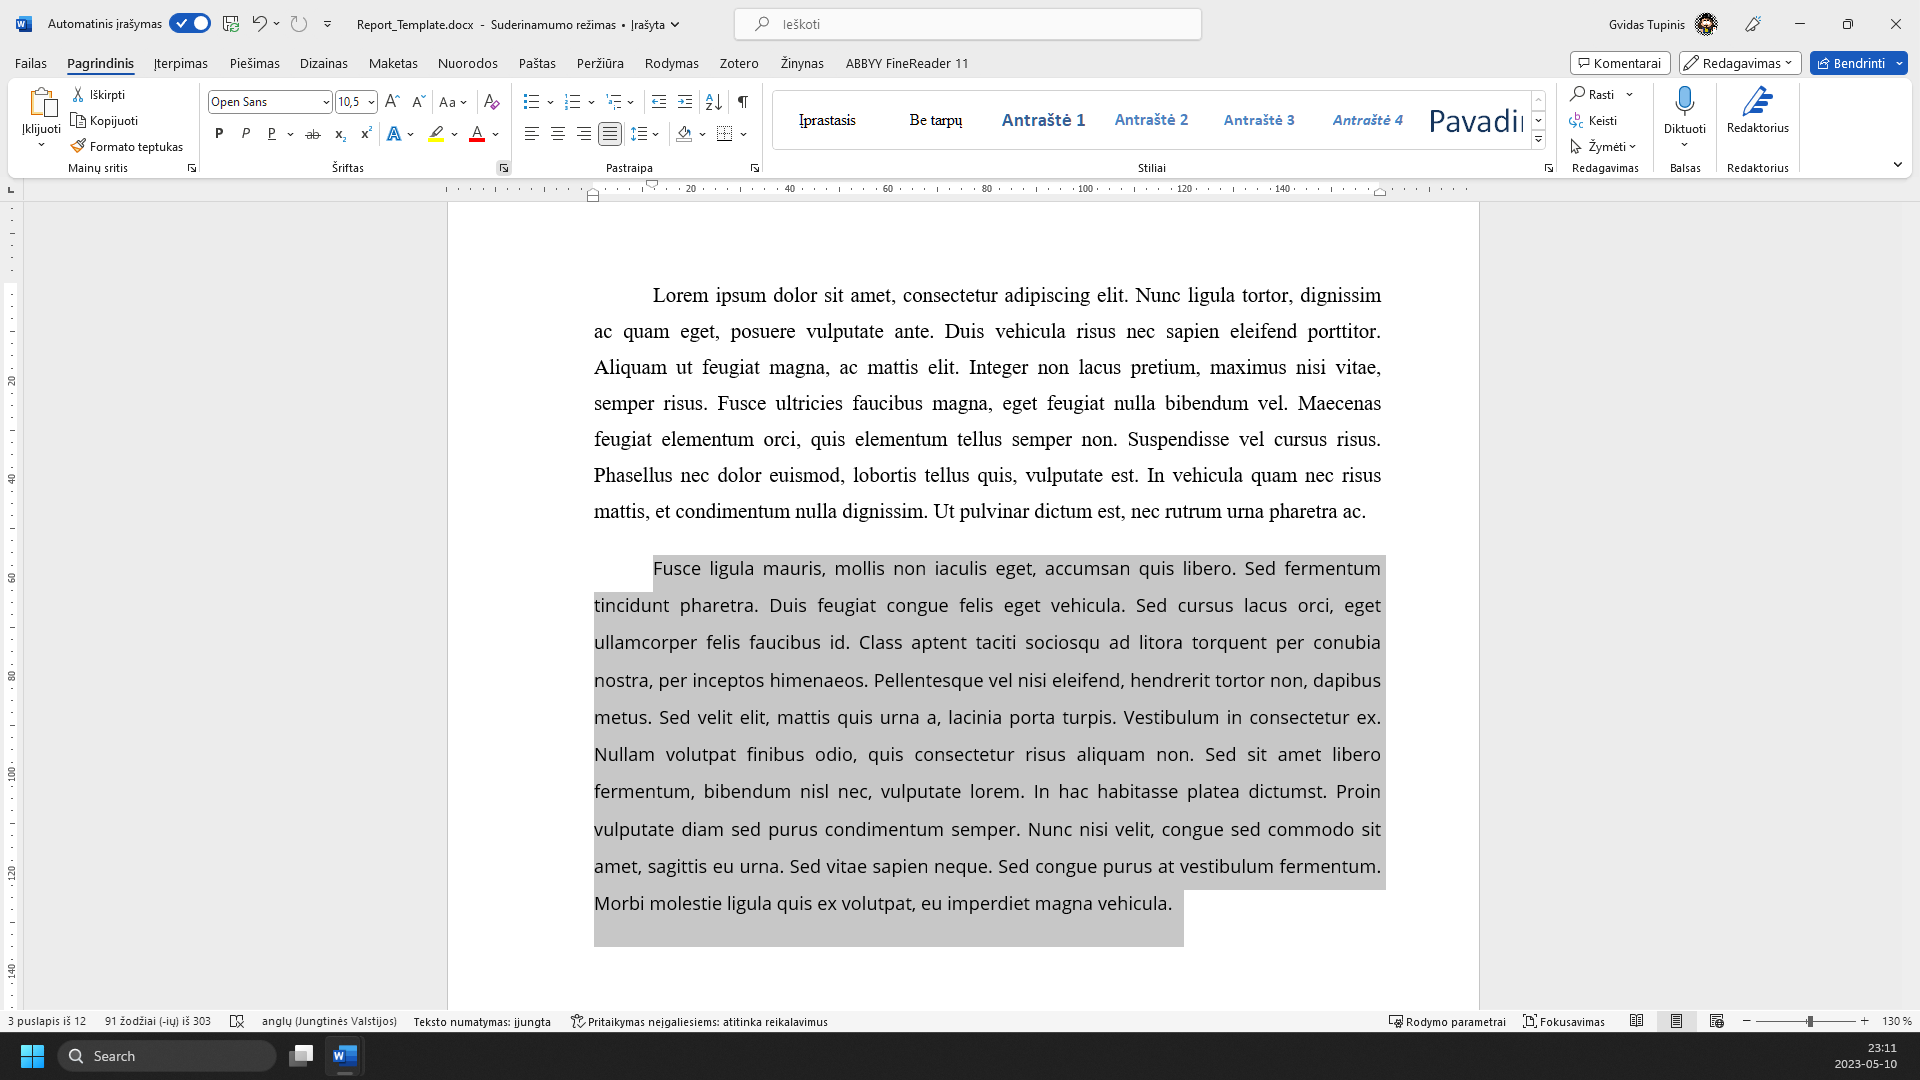 Automatinis įrašymas
Report_Template.docx - Suderinamumo režimas • Įrašyta
Ieškoti
Gvidas Tupinis
Failas Pagrindinis Įterpimas Piešimas Dizainas Maketas Nuorodos Paštas Peržiūra Rodymas Zotero Žinynas ABBYY FineReader 11
Komentarai Redagavimas Bendrinti
Įklijuoti
Iškirpti
Kopijuoti
Formato teptukas
Mainų sritis
Open Sans 10,5 Aa
P P P ab x₂ x² A A
Šriftas
Pastraipa
Įprastasis Be tarpų Antraštė 1 Antraštė 2 Antraštė 3 Antraštė 4 Pavadin
Stiliai
Rasti
Keisti
Žymėti
Redagavimas
Diktuoti
Balsas
Redaktorius
Redaktorius
20 40 60 80 100 120 140
20 40 60 80 100 120 140
Lorem ipsum dolor sit amet, consectetur adipiscing elit. Nunc ligula tortor, dignissim
ac quam eget, posuere vulputate ante. Duis vehicula risus nec sapien eleifend porttitor.
Aliquam ut feugiat magna, ac mattis elit. Integer non lacus pretium, maximus nisi vitae,
semper risus. Fusce ultricies faucibus magna, eget feugiat nulla bibendum vel. Maecenas
feugiat elementum orci, quis elementum tellus semper non. Suspendisse vel cursus risus.
Phasellus nec dolor euismod, lobortis tellus quis, vulputate est. In vehicula quam nec risus
mattis, et condimentum nulla dignissim. Ut pulvinar dictum est, nec rutrum urna pharetra ac.
Fusce ligula mauris, mollis non iaculis eget, accumsan quis libero. Sed fermentum
tincidunt pharetra. Duis feugiat congue felis eget vehicula. Sed cursus lacus orci, eget
ullamcorper felis faucibus id. Class aptent taciti sociosqu ad litora torquent per conubia
nostra, per inceptos himenaeos. Pellentesque vel nisi eleifend, hendrerit tortor non, dapibus
metus. Sed velit elit, mattis quis urna a, lacinia porta turpis. Vestibulum in consectetur ex.
Nullam volutpat finibus odio, quis consectetur risus aliquam non. Sed sit amet libero
fermentum, bibendum nisl nec, vulputate lorem. In hac habitasse platea dictumst. Proin
vulputate diam sed purus condimentum semper. Nunc nisi velit, congue sed commodo sit
amet, sagittis eu urna. Sed vitae sapien neque. Sed congue purus at vestibulum fermentum.
Morbi molestie ligula quis ex volutpat, eu imperdiet magna vehicula.
3 puslapis iš 12 91 žodžiai (-ių) iš 303 anglų (Jungtinės Valstijos) Teksto numatymas: įjungta Pritaikymas neįgaliesiems: atitinka reikalavimus Rodymo parametrai Fokusavimas 130 %
Search
23:11
2023-05-10